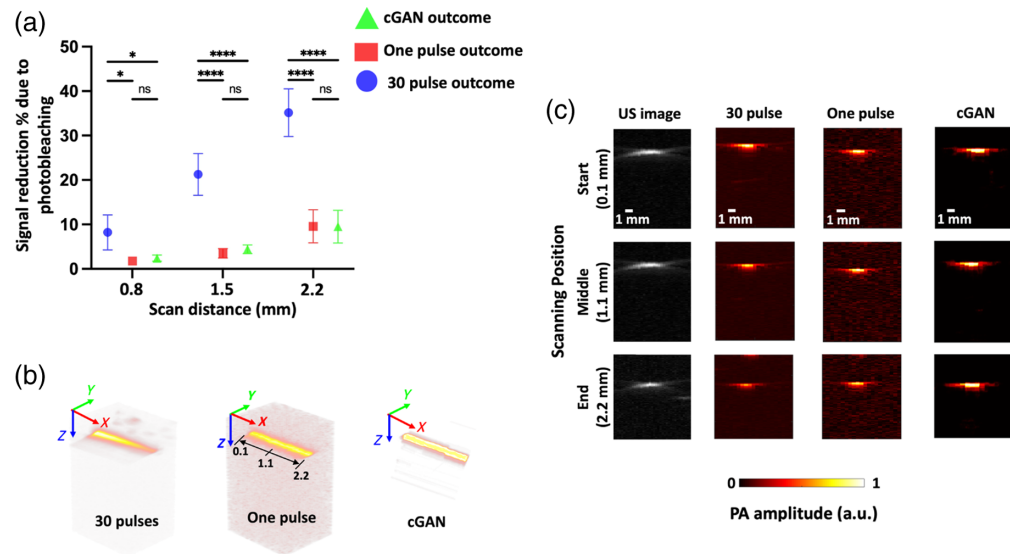 (a)
cGAN outcome
One pulse outcome
30 pulse outcome
Signal reduction % due to
photobleaching
50
40
30
20
10
0
*
*
ns
****
****
ns
****
****
ns
0.8
1.5
2.2
Scan distance (mm)
(b)
Y
X
Z
30 pulses
Y
X
Z
0.1
1.1
2.2
One pulse
Y
X
Z
cGAN
(c)
US image
30 pulse
One pulse
cGAN
Scanning Position
Start
(0.1 mm)
1 mm
1 mm
1 mm
1 mm
Middle
(1.1 mm)
End
(2.2 mm)
0
1
PA amplitude (a.u.)